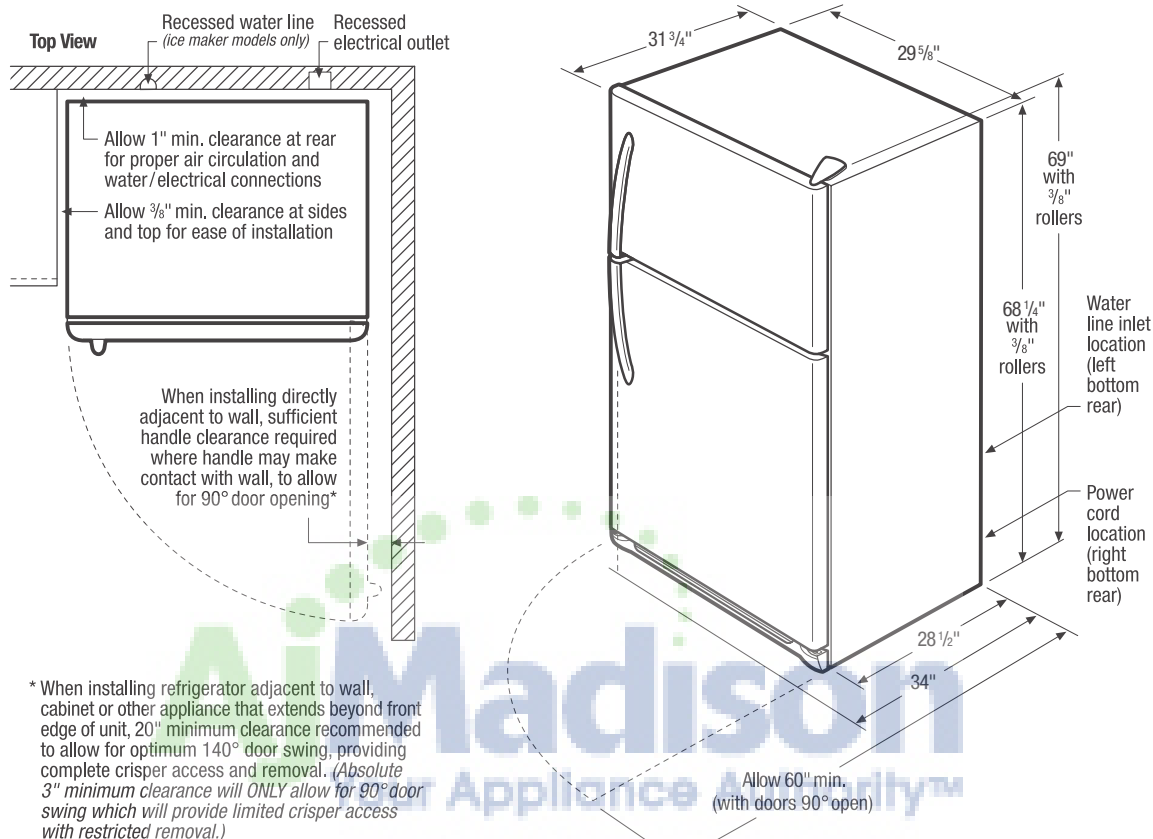 Top View
Recessed water line
(ice maker models only)
Recessed
electrical outlet
Allow 1" min. clearance at rear
for proper air circulation and
water/electrical connections
Allow 3/8" min. clearance at sides
and top for ease of installation
When installing directly
adjacent to wall, sufficient
handle clearance required
where handle may make
contact with wall, to allow
for 90° door opening*
* When installing refrigerator adjacent to wall,
cabinet or other appliance that extends beyond front
edge of unit, 20" minimum clearance recommended
to allow for optimum 140° door swing, providing
complete crisper access and removal. (Absolute
3" minimum clearance will ONLY allow for 90° door
swing which will provide limited crisper access
with restricted removal.)
31 3/4"
29 5/8"
69"
with
3/8"
rollers
68 1/4"
with
3/8"
rollers
Water
line inlet
location
(left
bottom
rear)
Power
cord
location
(right
bottom
rear)
28 1/2"
34"
Allow 60" min.
(with doors 90° open)
AjMadison
Your Appliance Authority™